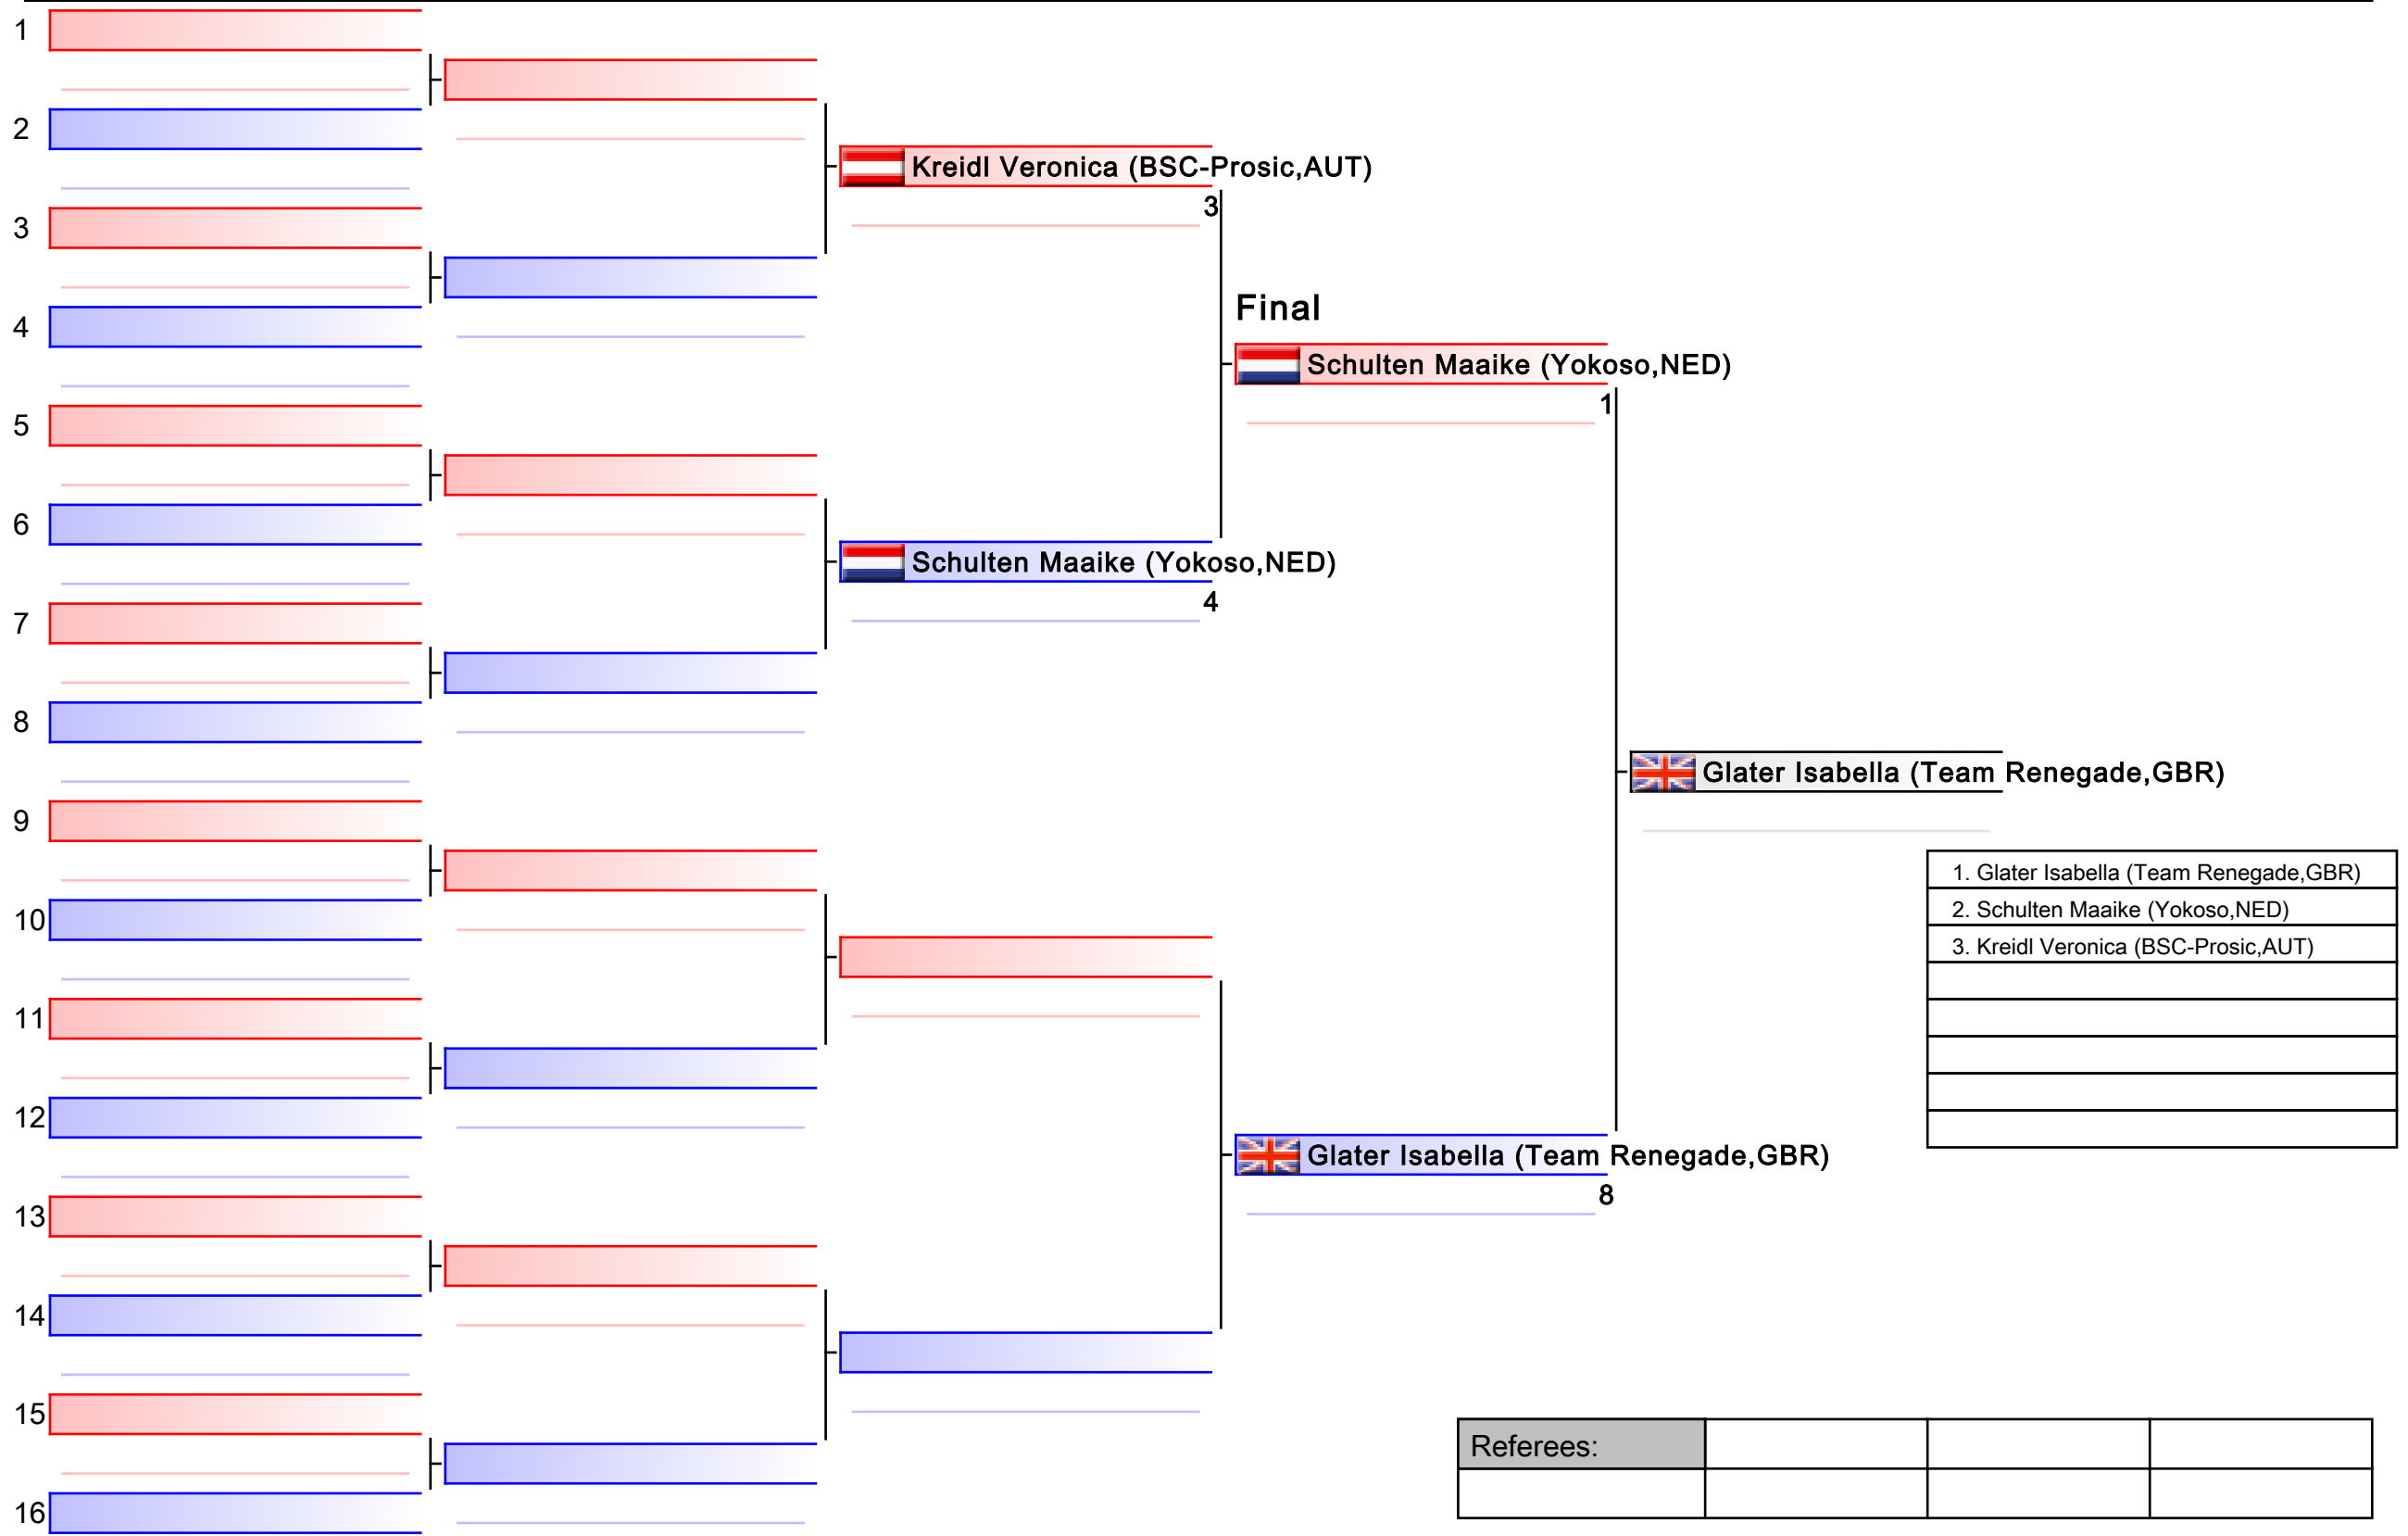 1
2
Kreidl Veronica (BSC-Prosic,AUT)
3
3
Final
4
Schulten Maaike (Yokoso,NED)
1
5
6
Schulten Maaike (Yokoso,NED)
4
7
8
Glater Isabella (Team Renegade,GBR)
9
1. Glater Isabella (Team Renegade,GBR)
2. Schulten Maaike (Yokoso,NED)
3. Kreidl Veronica (BSC-Prosic,AUT)
10
11
12
Glater Isabella (Team Renegade,GBR)
8
13
14
15
Referees:
16